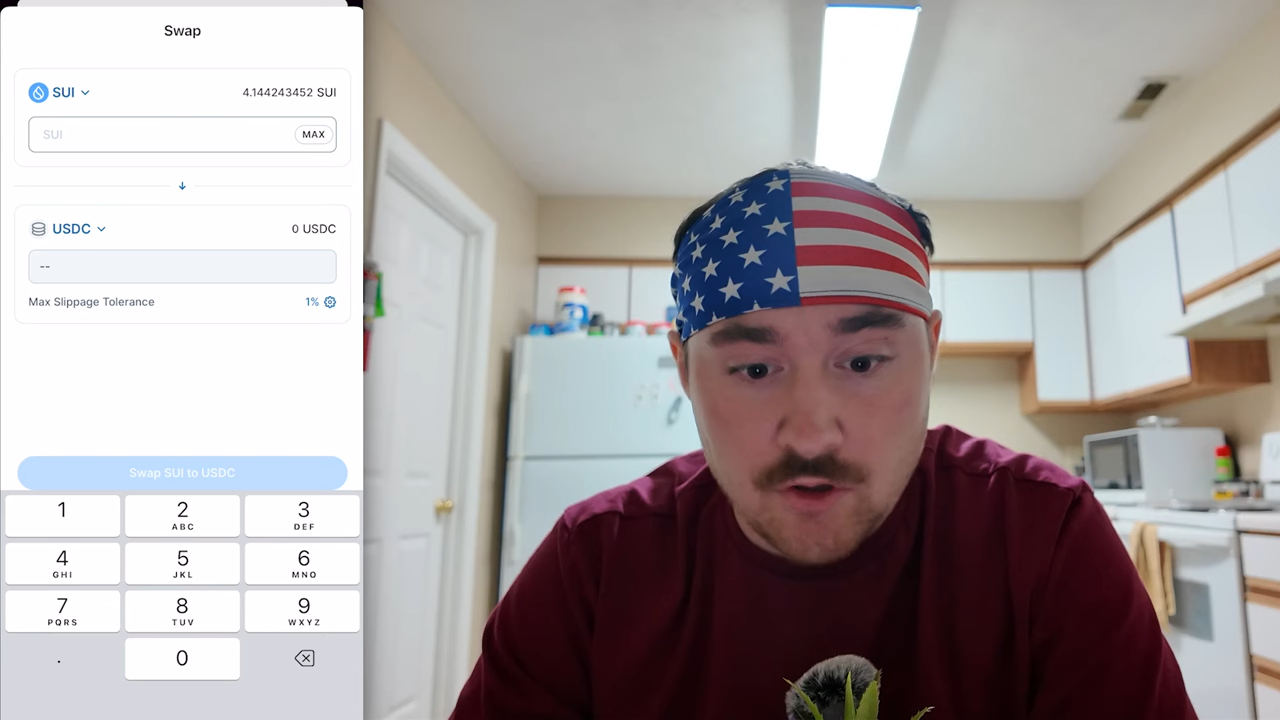 Swap
SUI
4.144243452 SUI
SUI
MAX
USDC
0 USDC
--
Max Slippage Tolerance
1%
Swap SUI to USDC
1
2
ABC
3
DEF
4
GHI
5
JKL
6
MNO
7
PQRS
8
TUV
9
WXYZ
.
0